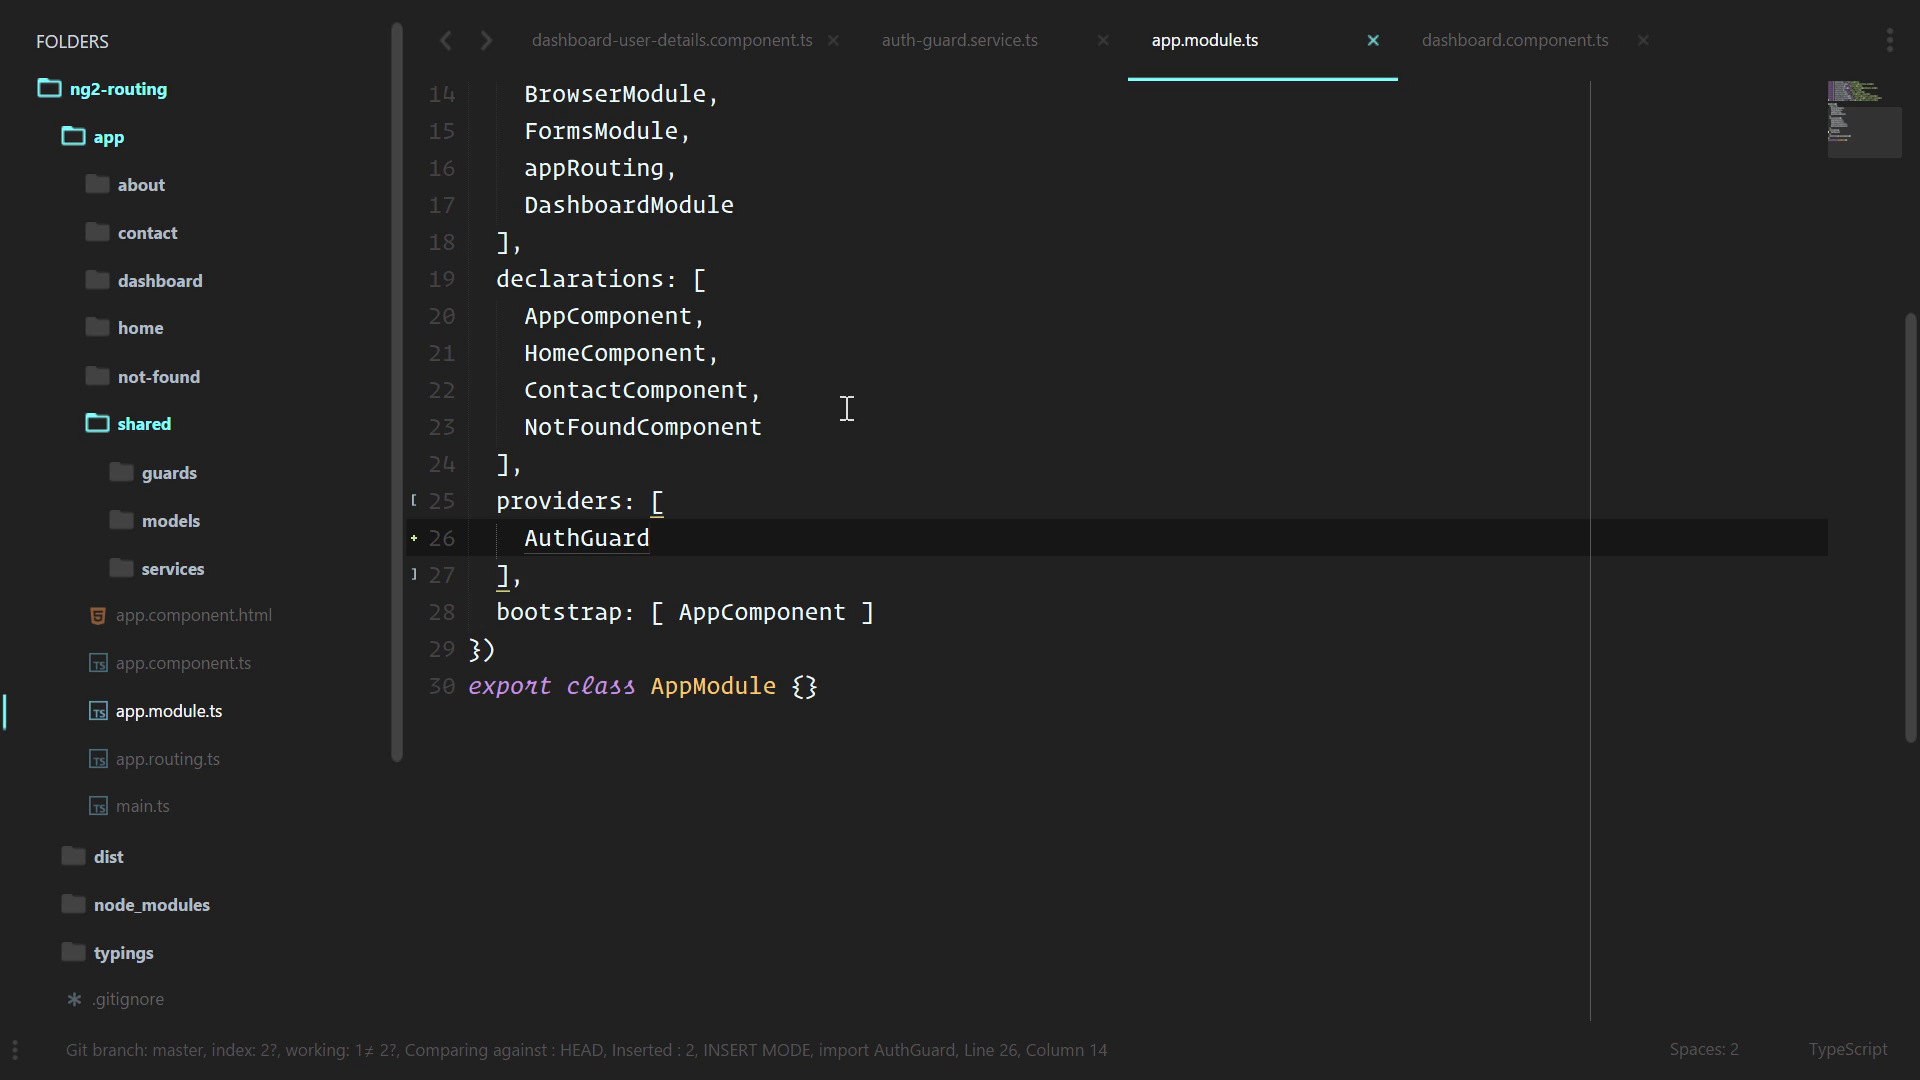 FOLDERS
ng2-routing
app
about
contact
dashboard
home
not-found
shared
guards
models
services
app.component.html
app.component.ts
app.module.ts
app.routing.ts
main.ts
dist
node_modules
typings
.gitignore
dashboard-user-details.component.ts × auth-guard.service.ts × app.module.ts × dashboard.component.ts ×
14 BrowserModule,
15 FormsModule,
16 appRouting,
17 DashboardModule
18 ],
19 declarations: [
20 AppComponent,
21 HomeComponent,
22 ContactComponent,
23 NotFoundComponent
24 ],
25 providers: [
26 AuthGuard
27 ],
28 bootstrap: [ AppComponent ]
29 })
30 export class AppModule {}
Git branch: master, index: 2?, working: 1≠ 2?, Comparing against : HEAD, Inserted : 2, INSERT MODE, import AuthGuard, Line 26, Column 14
Spaces: 2
TypeScript